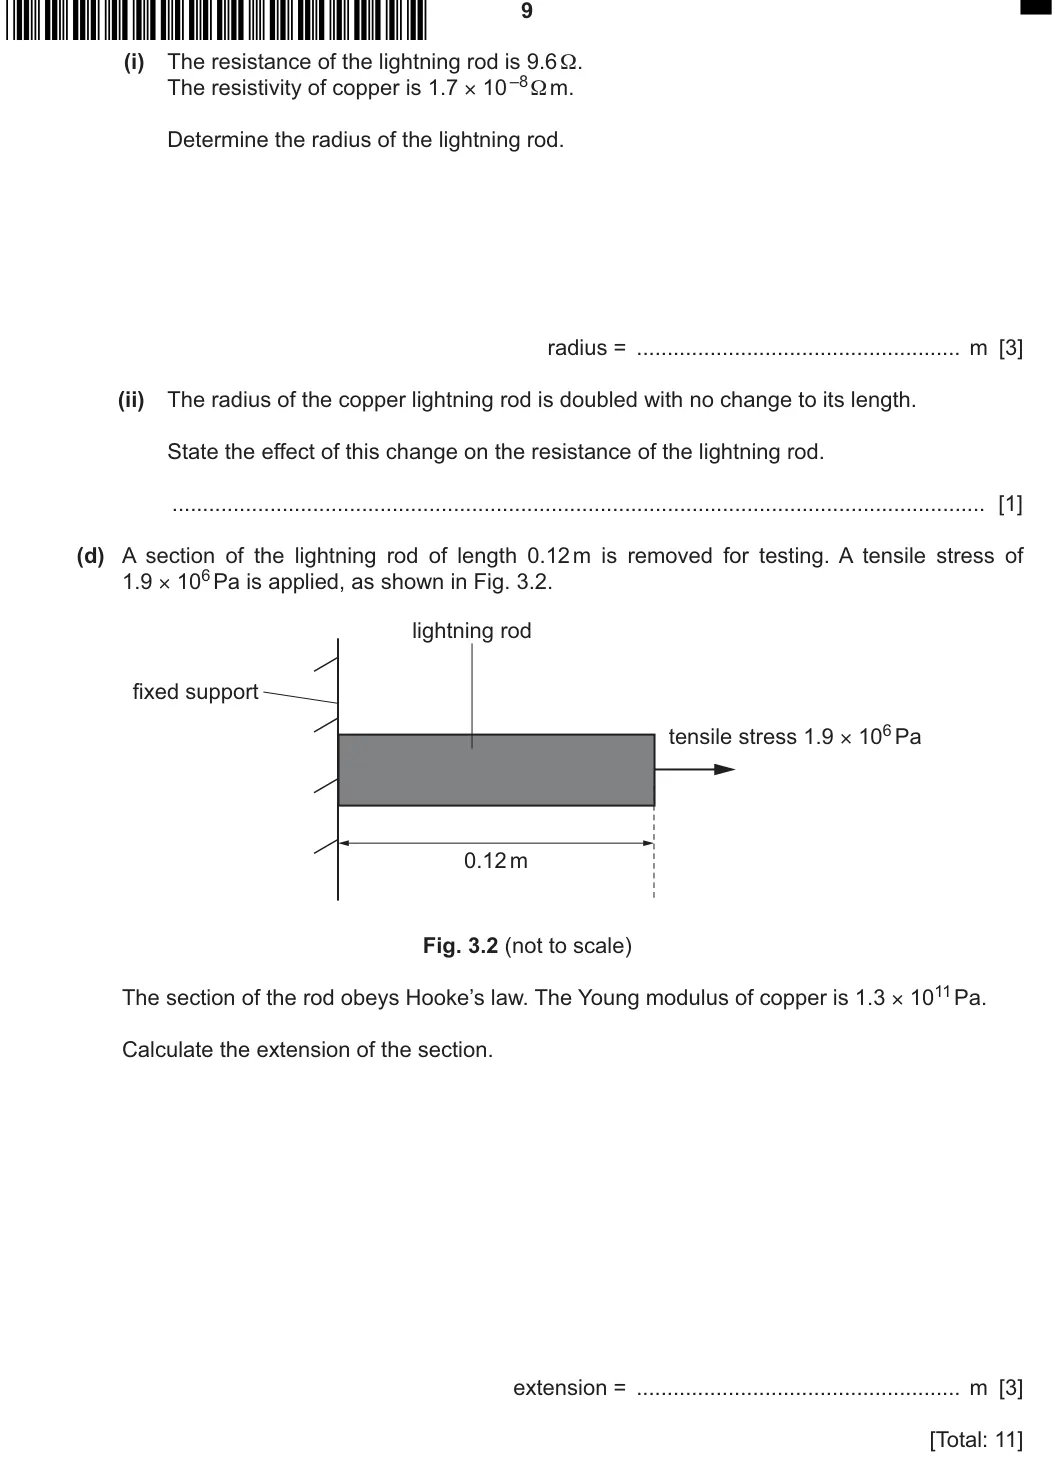 9
(i) The resistance of the lightning rod is 9.6 Ω.
The resistivity of copper is 1.7 × 10⁻⁸ Ω m.
Determine the radius of the lightning rod.
radius = ..................................................... m [3]
(ii) The radius of the copper lightning rod is doubled with no change to its length.
State the effect of this change on the resistance of the lightning rod.
...................................................................................................................................... [1]
(d) A section of the lightning rod of length 0.12 m is removed for testing. A tensile stress of
1.9 × 10⁶ Pa is applied, as shown in Fig. 3.2.
lightning rod
fixed support
tensile stress 1.9 × 10⁶ Pa
0.12 m
Fig. 3.2 (not to scale)
The section of the rod obeys Hooke’s law. The Young modulus of copper is 1.3 × 10¹¹ Pa.
Calculate the extension of the section.
extension = ..................................................... m [3]
[Total: 11]